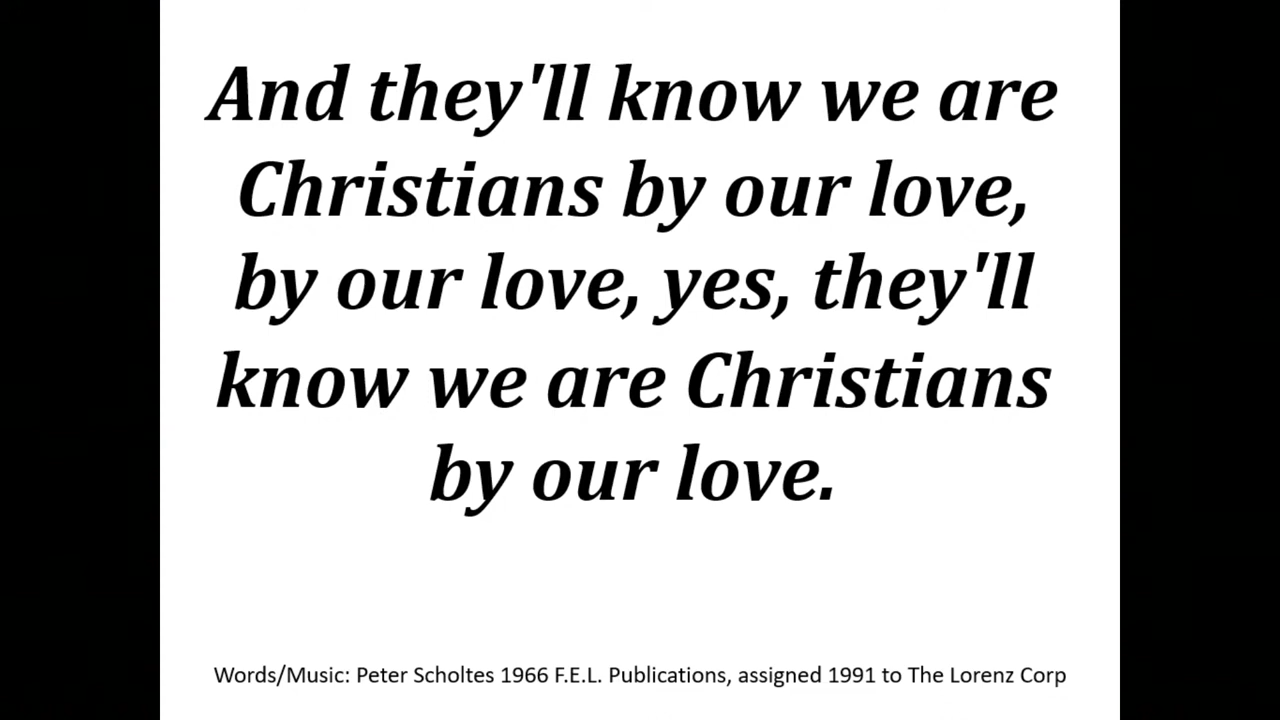 And they'll know we are
Christians by our love,
by our love, yes, they'll
know we are Christians
by our love.
Words/Music: Peter Scholtes 1966 F.E.L. Publications, assigned 1991 to The Lorenz Corp